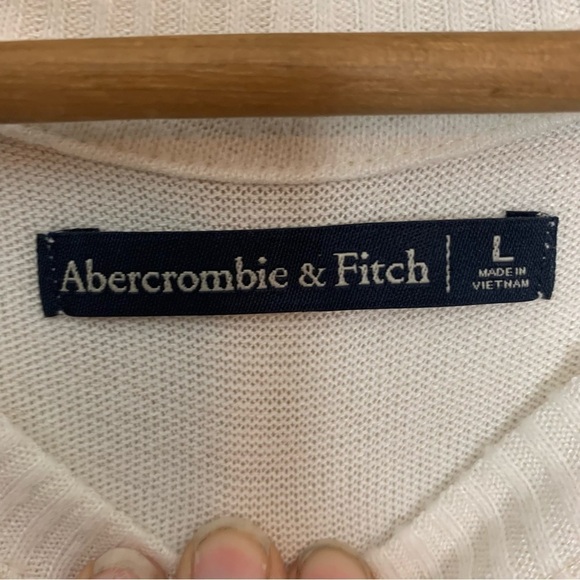 Abercrombie & Fitch
L
MADE IN
VIETNAM